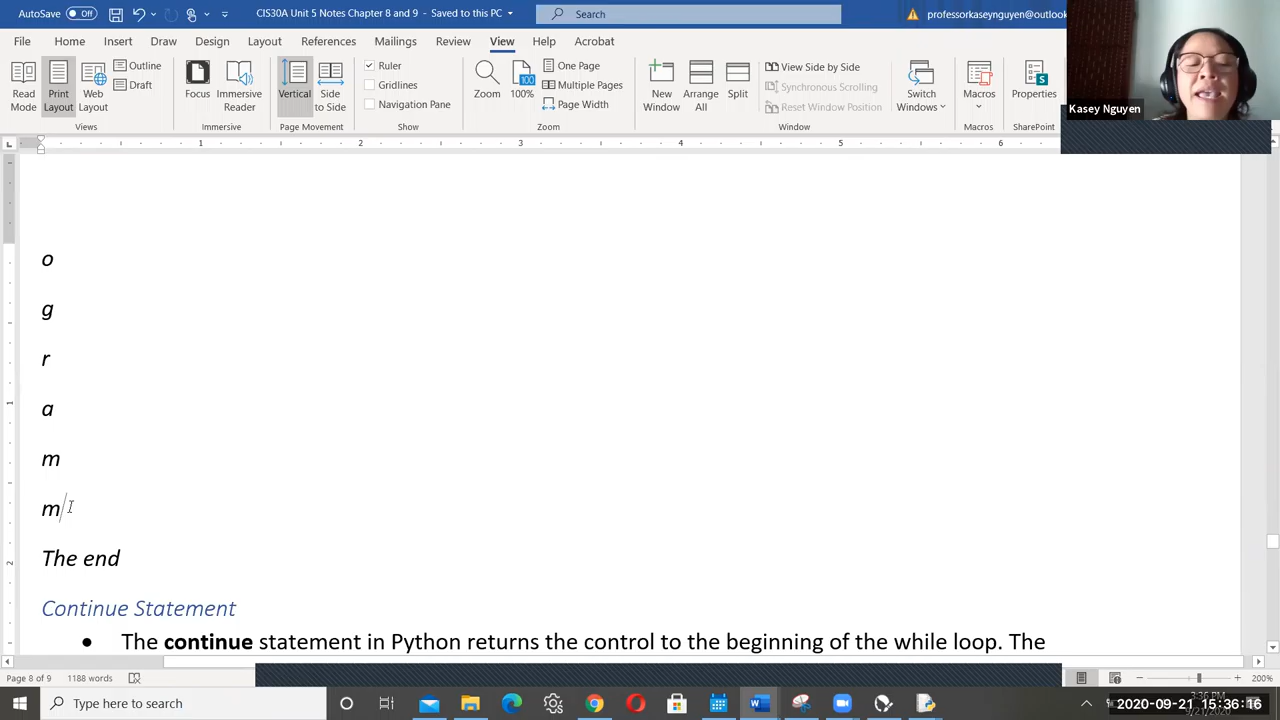 AutoSave Off CIS30A Unit 5 Notes Chapter 8 and 9 - Saved to this PC Search professorkaseynguyen@outlook
File Home Insert Draw Design Layout References Mailings Review View Help Acrobat
Read Mode Print Layout Web Layout Outline Draft Focus Immersive Reader Vertical Side to Side Ruler Gridlines Navigation Pane Zoom 100% One Page Multiple Pages Page Width New Window Arrange All Split View Side by Side Synchronous Scrolling Reset Window Position Switch Windows Macros Properties
Views Immersive Page Movement Show Zoom Window Macros SharePoint
Kasey Nguyen
1 2 3 4 5 6
o
g
r
a
m
m
The end
Continue Statement
• The continue statement in Python returns the control to the beginning of the while loop. The
Page 8 of 9 1188 words 200%
Type here to search
2020-09-21 15:36:16